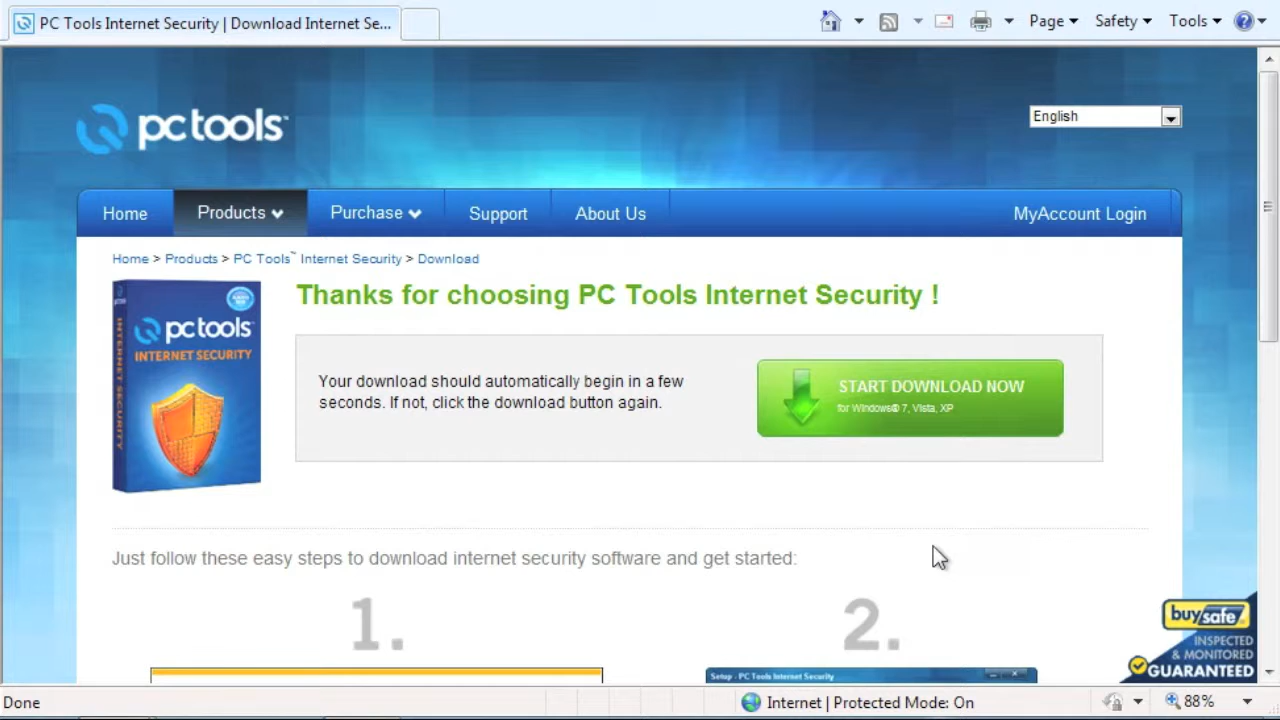 PC Tools Internet Security | Download Internet Se...
Page
Safety
Tools
pctools
English
Home
Products
Purchase
Support
About Us
MyAccount Login
Home > Products > PC Tools™ Internet Security > Download
Thanks for choosing PC Tools Internet Security !
pctools
INTERNET SECURITY
INTERNET SECURITY
Your download should automatically begin in a few
seconds. If not, click the download button again.
START DOWNLOAD NOW
for Windows® 7, Vista, XP
Just follow these easy steps to download internet security software and get started:
1.
2.
Setup - PC Tools Internet Security
buysafe
INSPECTED
& MONITORED
GUARANTEED
Done
Internet | Protected Mode: On
88%